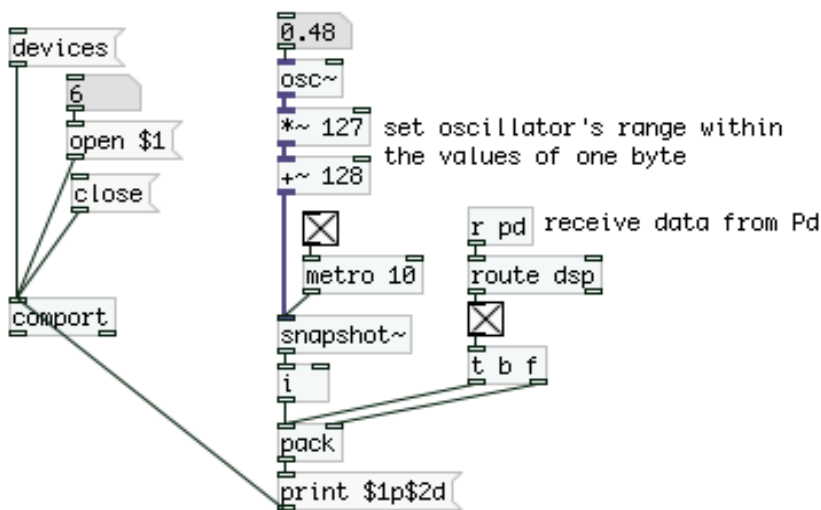 devices
6
open $1
close
comport
0.48
osc~
*~ 127
+~ 128
set oscillator's range within
the values of one byte
metro 10
snapshot~
i
pack
print $1p$2d
r pd
receive data from Pd
route dsp
t b f